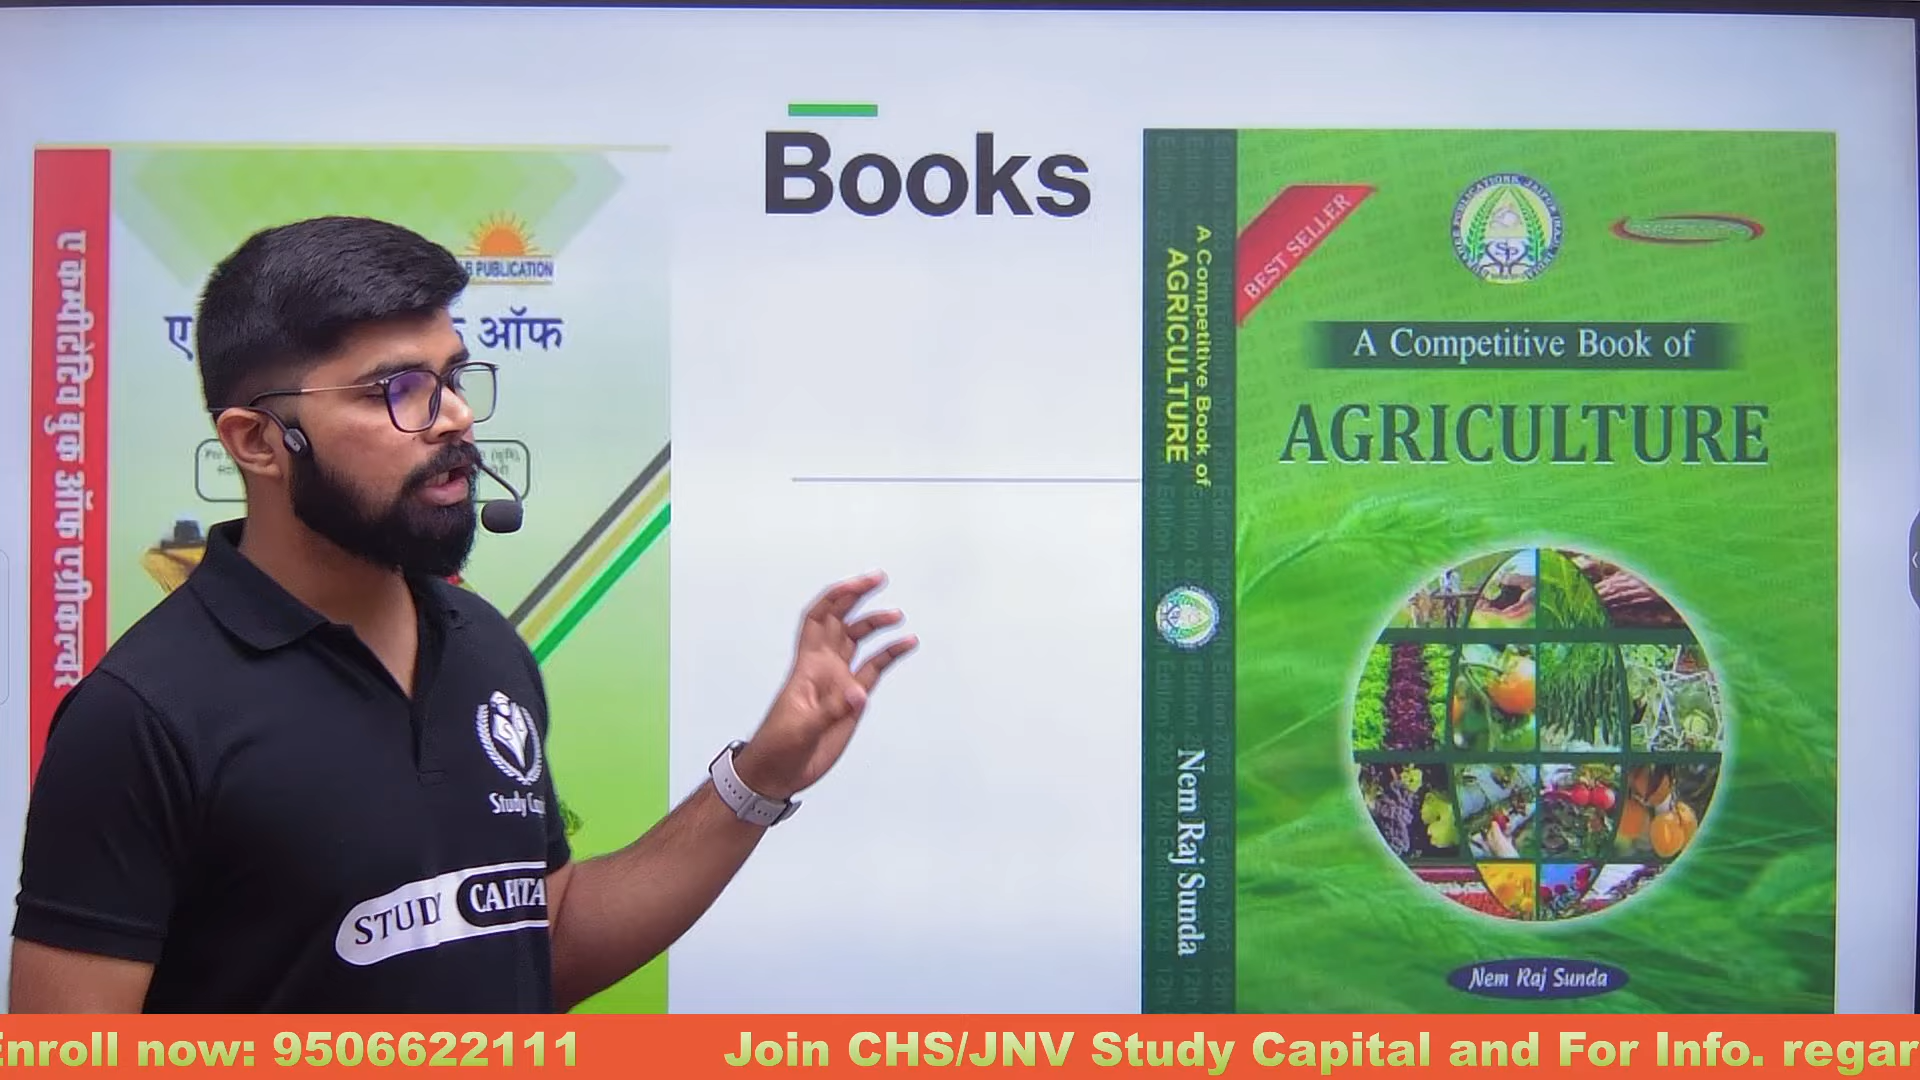 Books
ए कम्पीटेटिव बुक ऑफ एग्रीकल्चर
PUBLICATION
ए
ऑफ
Study
STUDY CAPITA
A Competitive Book of
AGRICULTURE
Nem Raj Sunda
BEST SELLER
A Competitive Book of
AGRICULTURE
Nem Raj Sunda
Enroll now: 9506622111
Join CHS/JNV Study Capital and For Info. regar